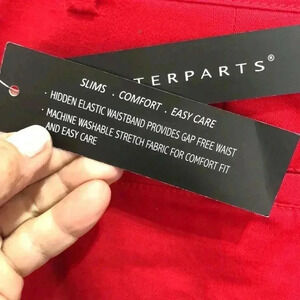 TERPARTS®
SLIMS . COMFORT . EASY CARE
· HIDDEN ELASTIC WAISTBAND PROVIDES GAP FREE WAIST
· MACHINE WASHABLE STRETCH FABRIC FOR COMFORT FIT
AND EASY CARE